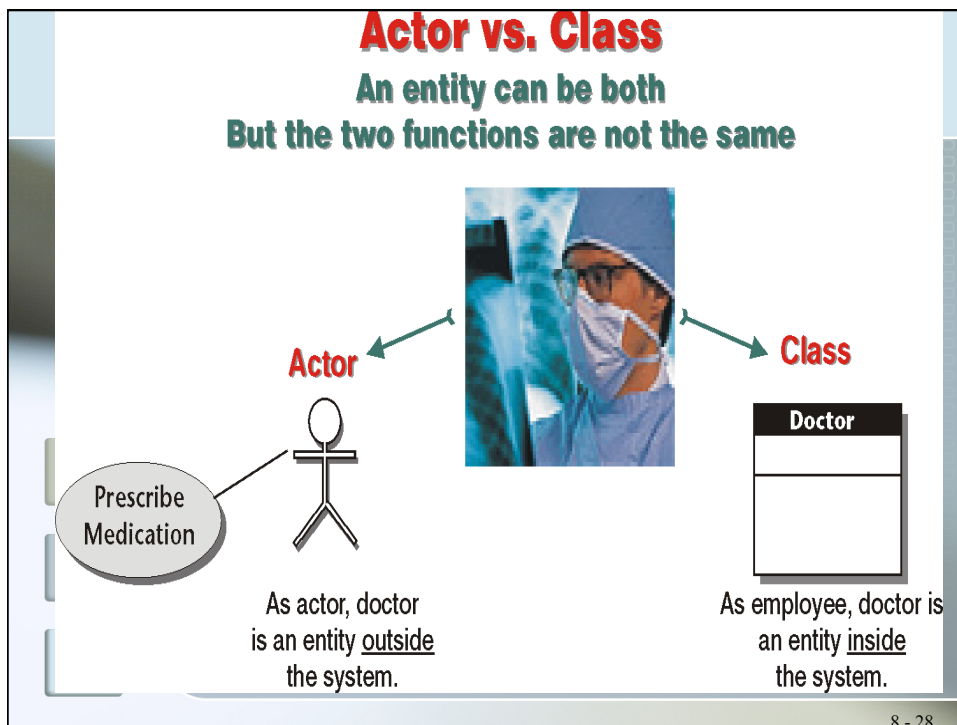 Actor vs. Class
An entity can be both
But the two functions are not the same
Actor
Class
Doctor
Prescribe
Medication
As actor, doctor
is an entity outside
the system.
As employee, doctor is
an entity inside
the system.
8 - 28